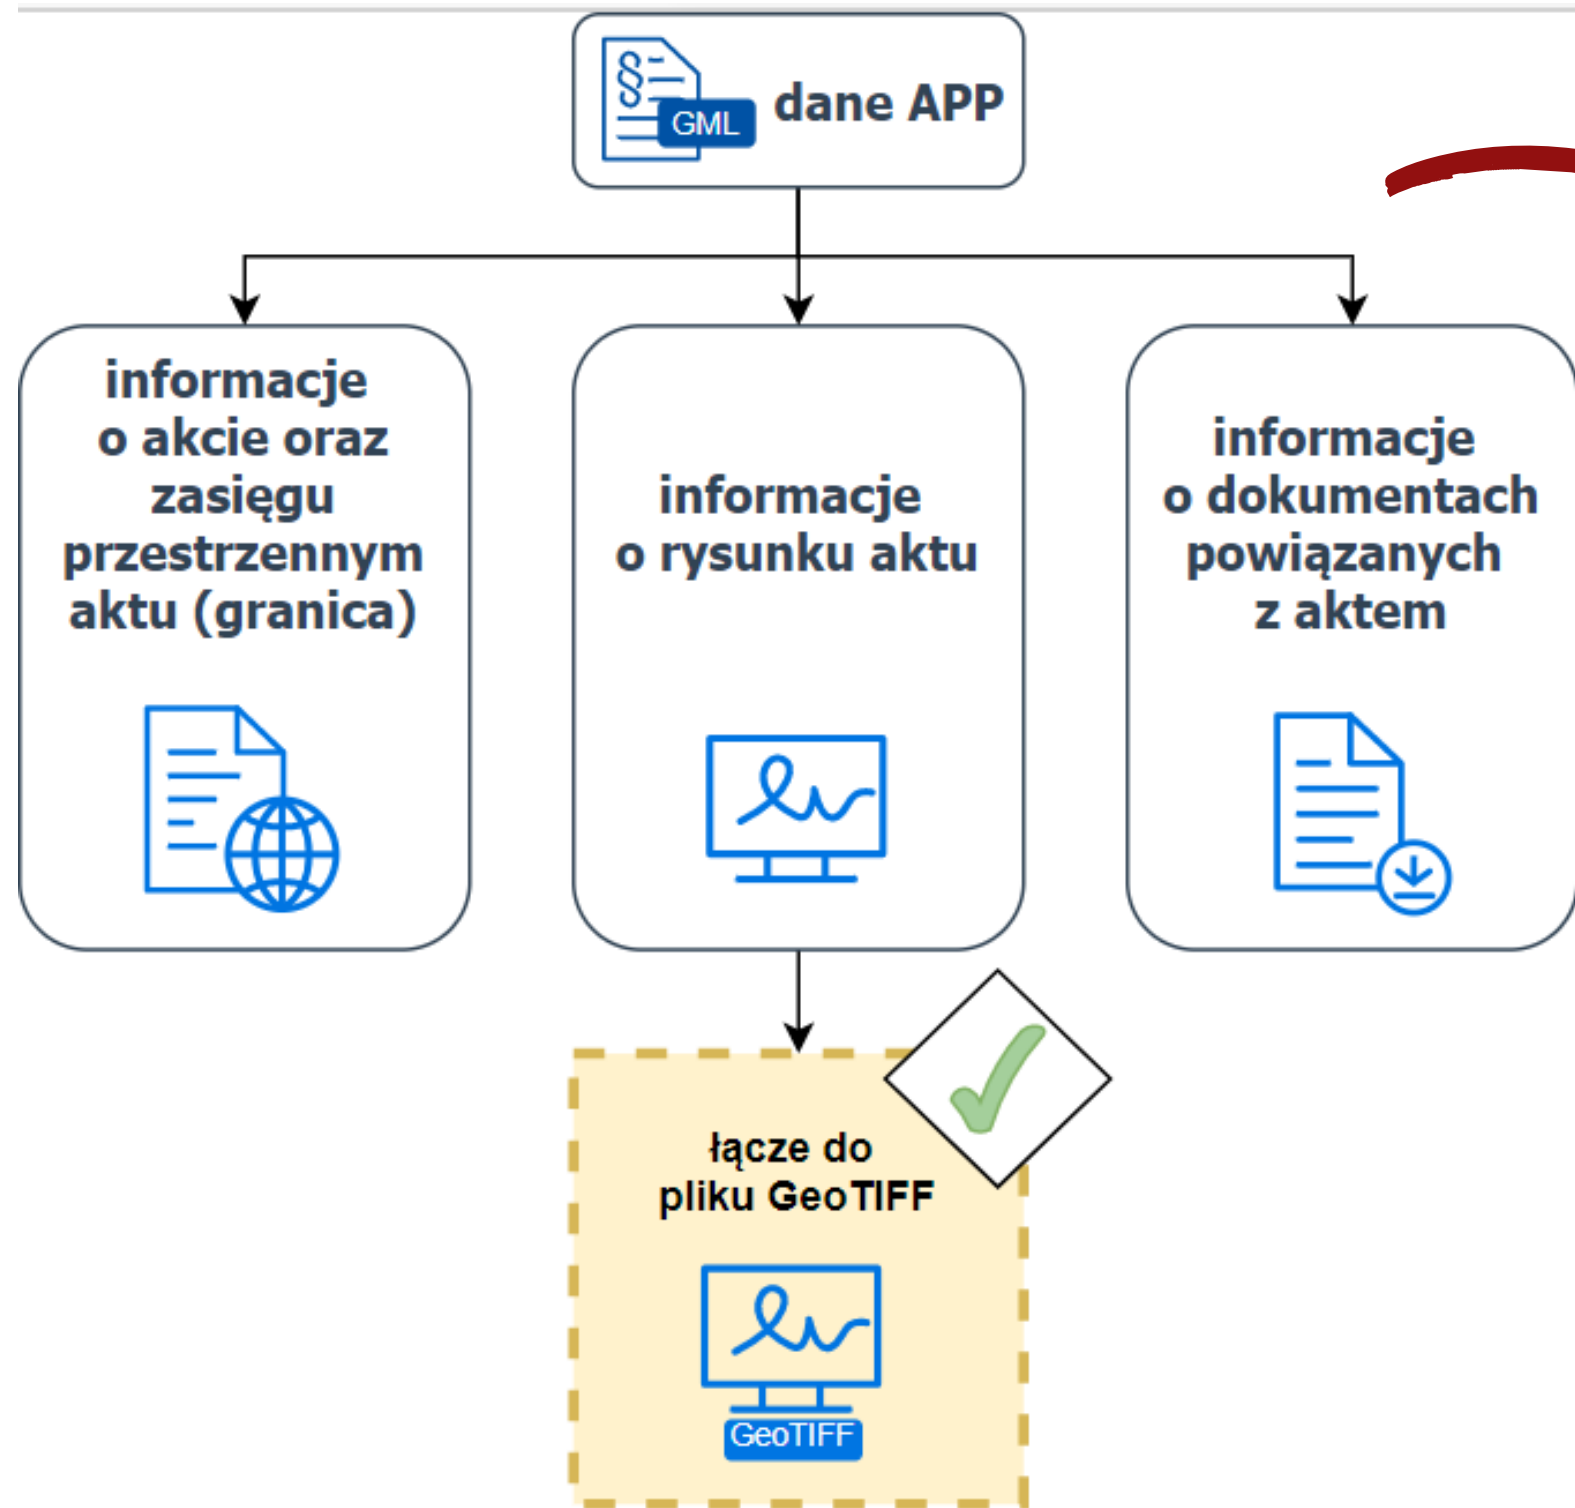 §
GML
dane APP
informacje
o akcie oraz
zasięgu
przestrzennym
aktu (granica)
informacje
o rysunku aktu
informacje
o dokumentach
powiązanych
z aktem
łącze do
pliku GeoTIFF
GeoTIFF